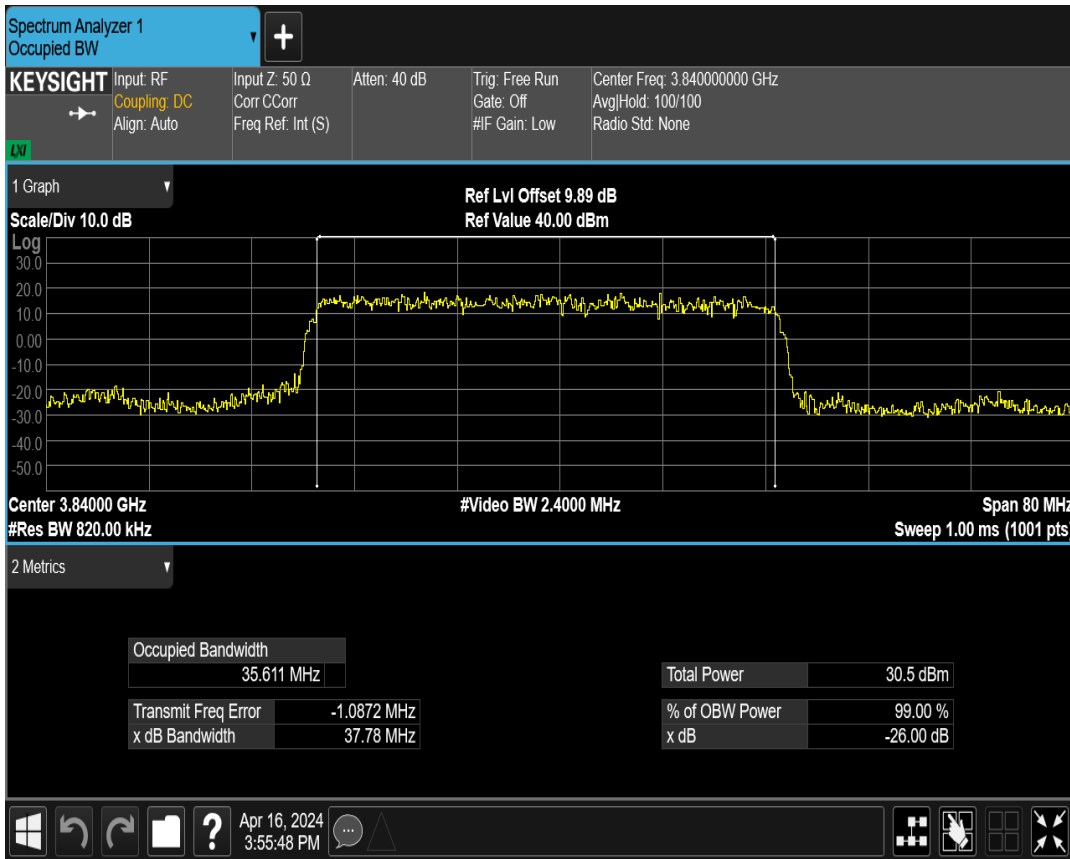 Spectrum Analyzer 1
Occupied BW
+
KEYSIGHT
LXI
Input: RF
Coupling: DC
Align: Auto
Input Z: 50 Ω
Corr CCorr
Freq Ref: Int (S)
Atten: 40 dB
Trig: Free Run
Gate: Off
#IF Gain: Low
Center Freq: 3.840000000 GHz
Avg|Hold: 100/100
Radio Std: None
1 Graph
Scale/Div 10.0 dB
Ref Lvl Offset 9.89 dB
Ref Value 40.00 dBm
Log
30.0
20.0
10.0
0.00
-10.0
-20.0
-30.0
-40.0
-50.0
Center 3.84000 GHz
#Video BW 2.4000 MHz
Span 80 MHz
#Res BW 820.00 kHz
Sweep 1.00 ms (1001 pts)
2 Metrics
Occupied Bandwidth
35.611 MHz
Transmit Freq Error -1.0872 MHz
x dB Bandwidth 37.78 MHz
Total Power 30.5 dBm
% of OBW Power 99.00 %
x dB -26.00 dB
?
Apr 16, 2024
3:55:48 PM